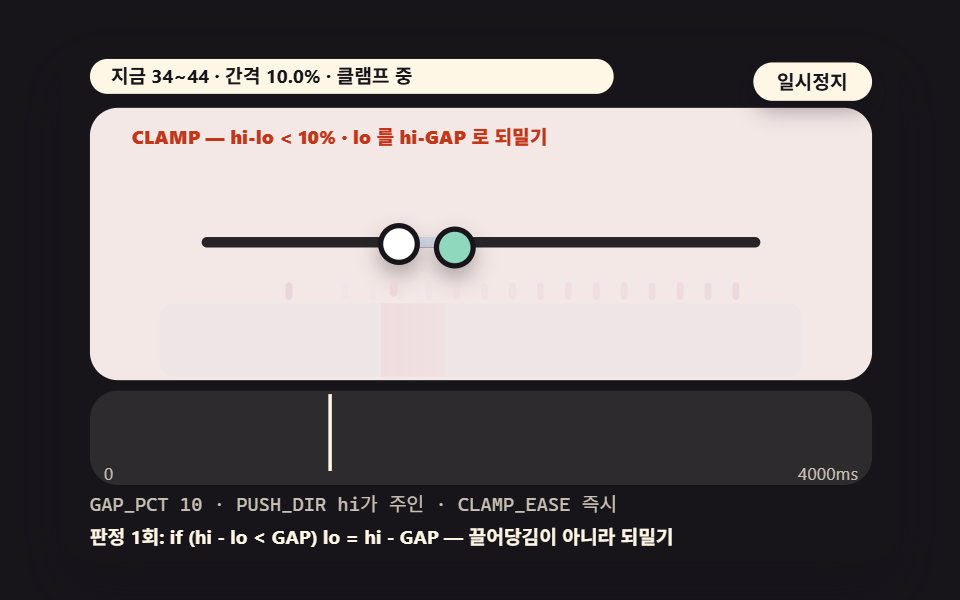 지금 34~44 · 간격 10.0% · 클램프 중
일시정지
CLAMP — hi-lo < 10% · lo 를 hi-GAP 로 되밀기
0
4000ms
GAP_PCT 10 · PUSH_DIR hi가 주인 · CLAMP_EASE 즉시
판정 1회: if (hi - lo < GAP) lo = hi - GAP — 끌어당김이 아니라 되밀기